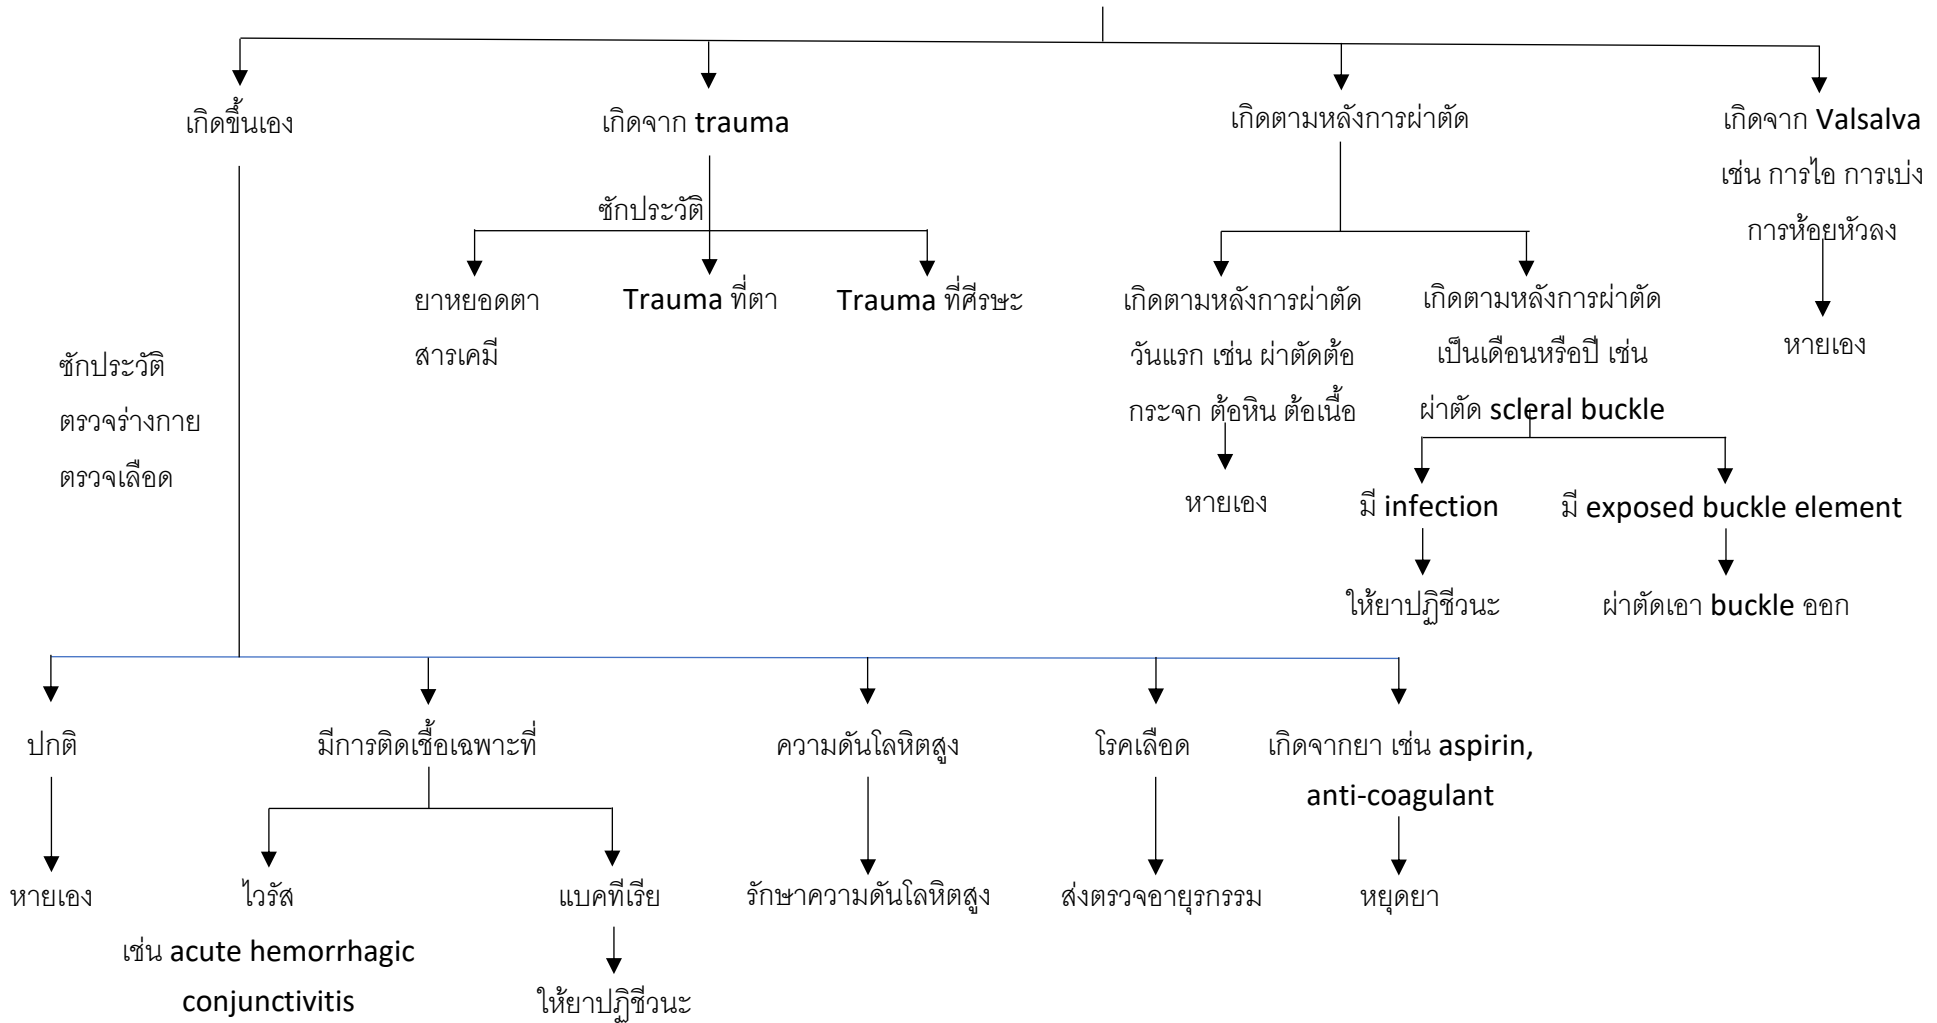 เกิดขึ้นเอง
เกิดจาก trauma
เกิดตามหลังการผ่าตัด
เกิดจาก Valsalva
เช่น การไอ การเบ่ง
การห้อยหัวลง
ซักประวัติ
ยาหยอดตา
สารเคมี
Trauma ที่ตา
Trauma ที่ศีรษะ
เกิดตามหลังการผ่าตัด
วันแรก เช่น ผ่าตัดต้อ
กระจก ต้อหิน ต้อเนื้อ
เกิดตามหลังการผ่าตัด
เป็นเดือนหรือปี เช่น
ผ่าตัด scleral buckle
หายเอง
ซักประวัติ
ตรวจร่างกาย
ตรวจเลือด
หายเอง
มี infection
มี exposed buckle element
ให้ยาปฏิชีวนะ
ผ่าตัดเอา buckle ออก
ปกติ
มีการติดเชื้อเฉพาะที่
ความดันโลหิตสูง
โรคเลือด
เกิดจากยา เช่น aspirin,
anti-coagulant
หายเอง
ไวรัส
เช่น acute hemorrhagic
conjunctivitis
แบคทีเรีย
รักษาความดันโลหิตสูง
ส่งตรวจอายุรกรรม
หยุดยา
ให้ยาปฏิชีวนะ